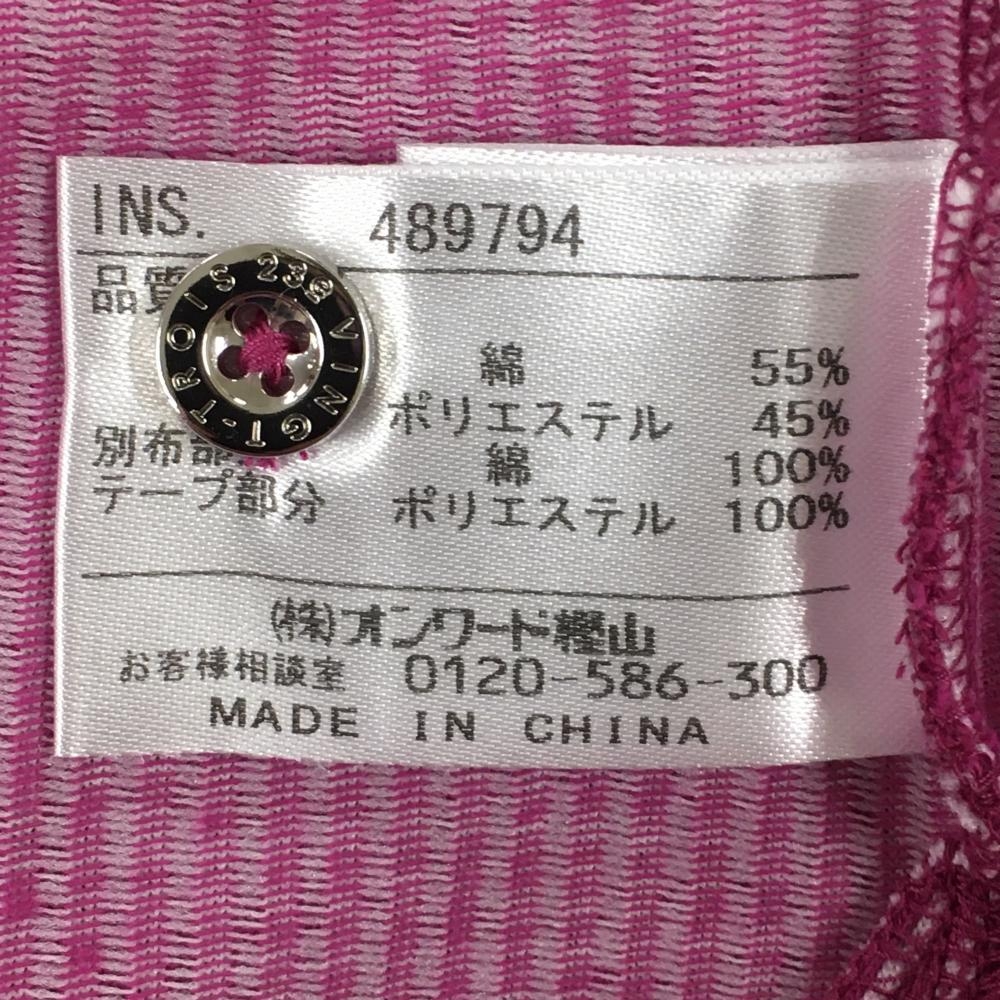 INS. 489794
品質
23区 VINGT-TROIS
綿 55%
ポリエステル 45%
別布部 綿 100%
テープ部分 ポリエステル 100%
㈱オンワード樫山
お客様相談室 0120-586-300
MADE IN CHINA